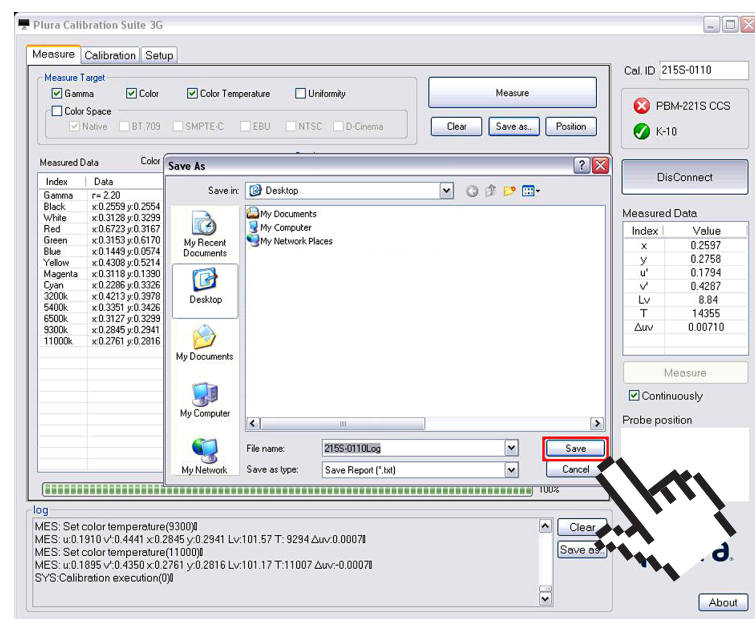 Plura Calibration Suite 3G
Measure Calibration Setup
Measure Target
Gamma Color Color Temperature Uniformity
Color Space
Native BT.709 SMPTE-C EBU NTSC D-Cinema
Measure
Clear Save as.. Position
Measured Data Color
Index Data
Gamma r= 2.20
Black x:0.2559 y:0.2554
White x:0.3128 y:0.3299
Red x:0.6723 y:0.3167
Green x:0.3153 y:0.6170
Blue x:0.1449 y:0.0574
Yellow x:0.4308 y:0.5214
Magenta x:0.3118 y:0.1390
Cyan x:0.2286 y:0.3326
3200k x:0.4213 y:0.3978
5400k x:0.3351 y:0.3426
6500k x:0.3127 y:0.3299
9300k x:0.2845 y:0.2941
11000k x:0.2761 y:0.2816
Save As
Save in: Desktop
My Recent Documents
Desktop
My Documents
My Computer
My Network
My Documents
My Computer
My Network Places
File name: 215S-0110Log
Save as type: Save Report (*.txt)
Save
Cancel
100%
Cal. ID 215S-0110
PBM-221S CCS
K-10
DisConnect
Measured Data
Index Value
x 0.2597
y 0.2758
u' 0.1794
v' 0.4287
Lv 8.84
T 14355
Δuv 0.00710
Measure
Continuously
Probe position
log
MES: Set color temperature(9300)
MES: u:0.1910 v':0.4441 x:0.2845 y:0.2941 Lv:101.57 T: 9294 Δuv:0.0007
MES: Set color temperature(11000)
MES: u:0.1895 v':0.4350 x:0.2761 y:0.2816 Lv:101.17 T:11007 Δuv:-0.0007
SYS:Calibration execution(0)
Clear
Save as..
About